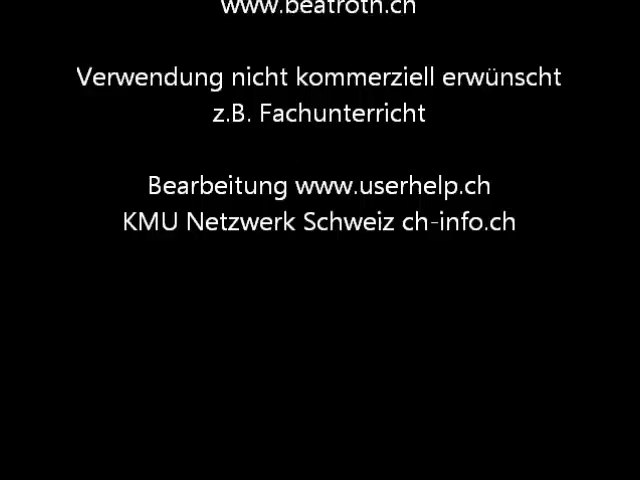 www.beatroth.ch
Verwendung nicht kommerziell erwünscht
z.B. Fachunterricht
Bearbeitung www.userhelp.ch
KMU Netzwerk Schweiz ch-info.ch